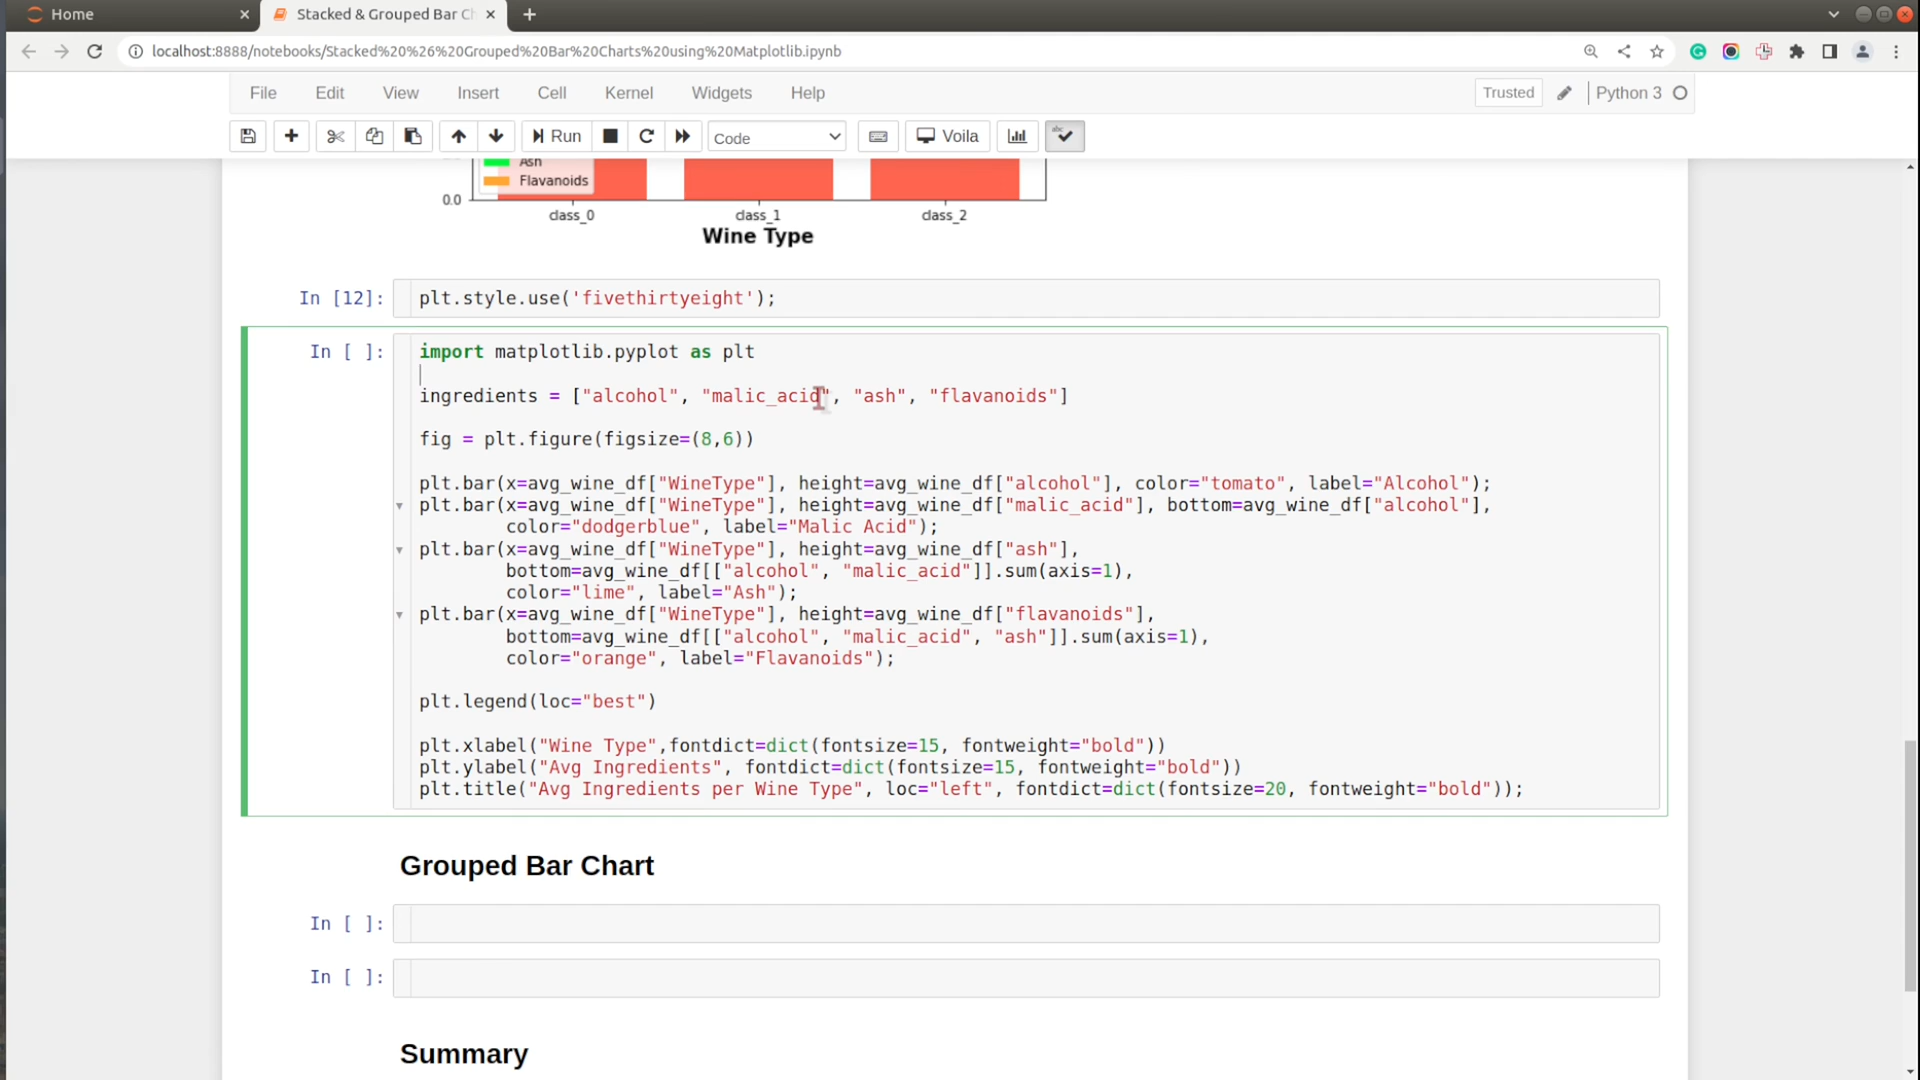 Home
Stacked & Grouped Bar Ch
localhost:8888/notebooks/Stacked%20%26%20Grouped%20Bar%20Charts%20using%20Matplotlib.ipynb
File Edit View Insert Cell Kernel Widgets Help Trusted Python 3
Run Code Voila
Ash
Flavanoids
0.0
class_0 class_1 class_2
Wine Type
In [12]: plt.style.use('fivethirtyeight');
In [ ]: import matplotlib.pyplot as plt
ingredients = ["alcohol", "malic_acid", "ash", "flavanoids"]
fig = plt.figure(figsize=(8,6))
plt.bar(x=avg_wine_df["WineType"], height=avg_wine_df["alcohol"], color="tomato", label="Alcohol");
plt.bar(x=avg_wine_df["WineType"], height=avg_wine_df["malic_acid"], bottom=avg_wine_df["alcohol"],
color="dodgerblue", label="Malic Acid");
plt.bar(x=avg_wine_df["WineType"], height=avg_wine_df["ash"],
bottom=avg_wine_df[["alcohol", "malic_acid"]].sum(axis=1),
color="lime", label="Ash");
plt.bar(x=avg_wine_df["WineType"], height=avg_wine_df["flavanoids"],
bottom=avg_wine_df[["alcohol", "malic_acid", "ash"]].sum(axis=1),
color="orange", label="Flavanoids");
plt.legend(loc="best")
plt.xlabel("Wine Type",fontdict=dict(fontsize=15, fontweight="bold"))
plt.ylabel("Avg Ingredients", fontdict=dict(fontsize=15, fontweight="bold"))
plt.title("Avg Ingredients per Wine Type", loc="left", fontdict=dict(fontsize=20, fontweight="bold"));
Grouped Bar Chart
In [ ]:
In [ ]:
Summary